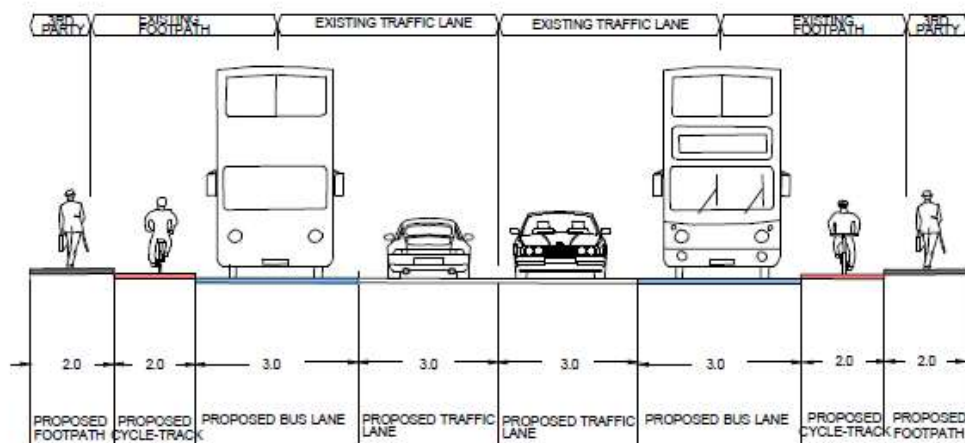 3RD
PARTY
EXISTING
FOOTPATH
EXISTING TRAFFIC LANE
EXISTING TRAFFIC LANE
EXISTING
FOOTPATH
3RD
PARTY
2.0
2.0
3.0
3.0
3.0
3.0
2.0
2.0
PROPOSED
FOOTPATH
PROPOSED
CYCLE-TRACK
PROPOSED BUS LANE
PROPOSED TRAFFIC
LANE
PROPOSED TRAFFIC
LANE
PROPOSED BUS LANE
PROPOSED
CYCLE-TRACK
PROPOSED
FOOTPATH